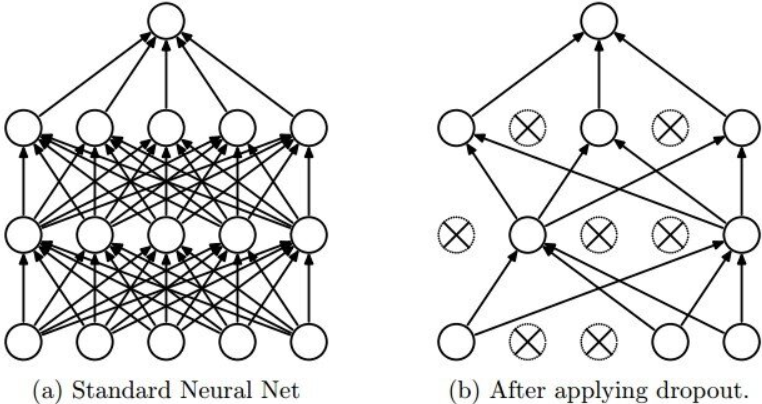 (a) Standard Neural Net
(b) After applying dropout.